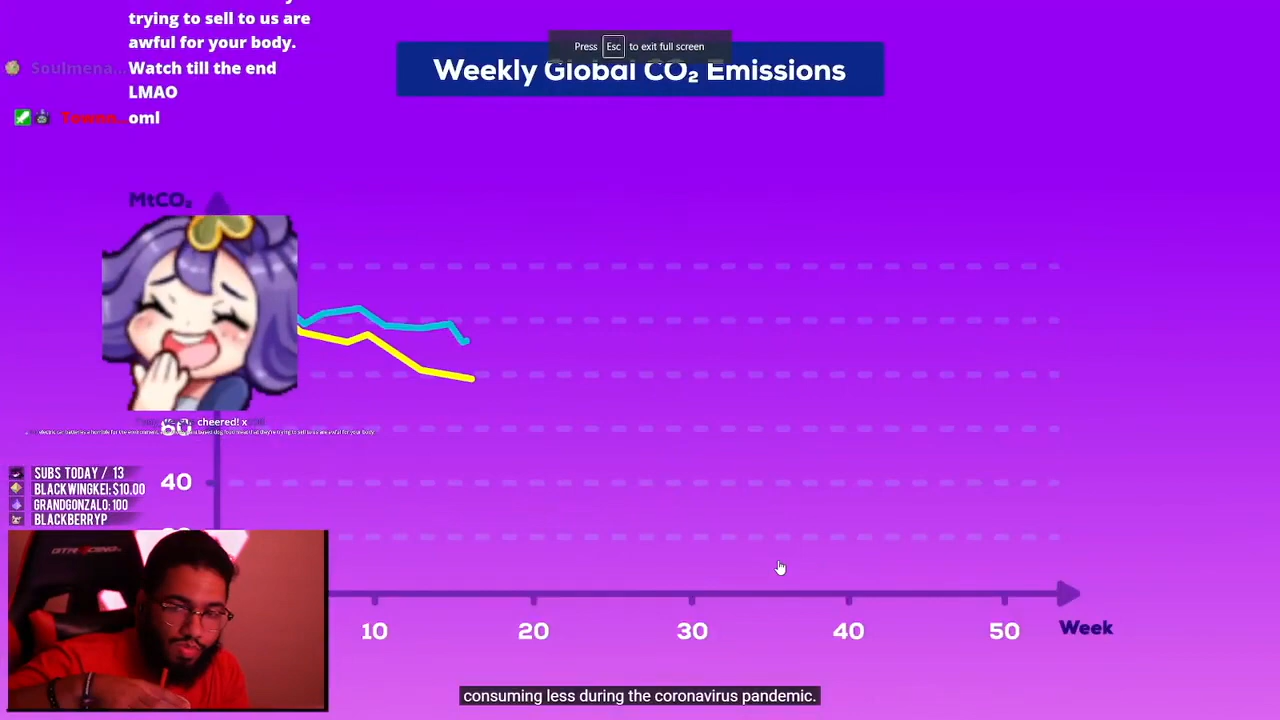 trying to sell to us are
awful for your body.
Press Esc to exit full screen
Weekly Global CO₂ Emissions
Soulmena... Watch till the end
LMAO
oml
MtCO₂
cheered! x
60
SUBS TODAY / 13
BLACKWINGKEI: $10.00
40
GRANDGONZALO: 100
BLACKBERRYP
10 20 30 40 50 Week
consuming less during the coronavirus pandemic.